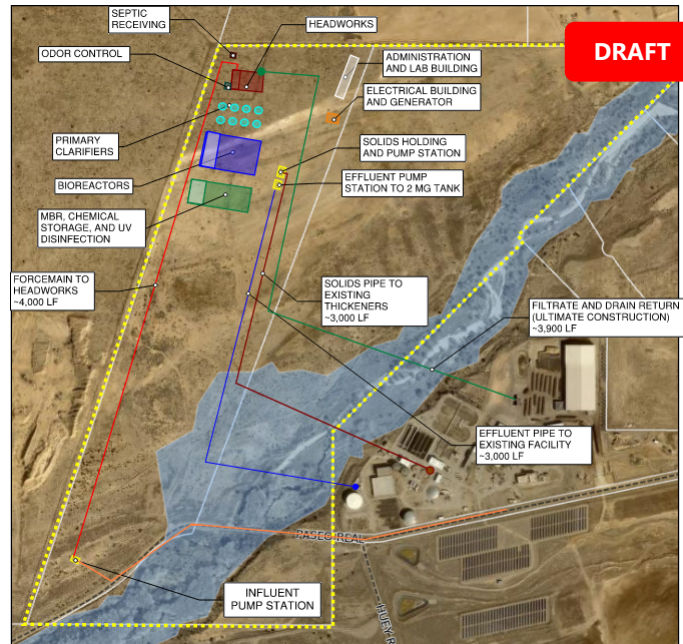 SEPTIC
RECEIVING
HEADWORKS
DRAFT
ODOR CONTROL
ADMINISTRATION
AND LAB BUILDING
ELECTRICAL BUILDING
AND GENERATOR
PRIMARY
CLARIFIERS
SOLIDS HOLDING
AND PUMP STATION
BIOREACTORS
EFFLUENT PUMP
STATION TO 2 MG TANK
MBR, CHEMICAL
STORAGE, AND UV
DISINFECTION
FORCEMAIN TO
HEADWORKS
~4,000 LF
SOLIDS PIPE TO
EXISTING
THICKENERS
~3,000 LF
FILTRATE AND DRAIN RETURN
(ULTIMATE CONSTRUCTION)
~3,900 LF
EFFLUENT PIPE TO
EXISTING FACILITY
~3,000 LF
PASEO REAL
INFLUENT
PUMP STATION
HUEY